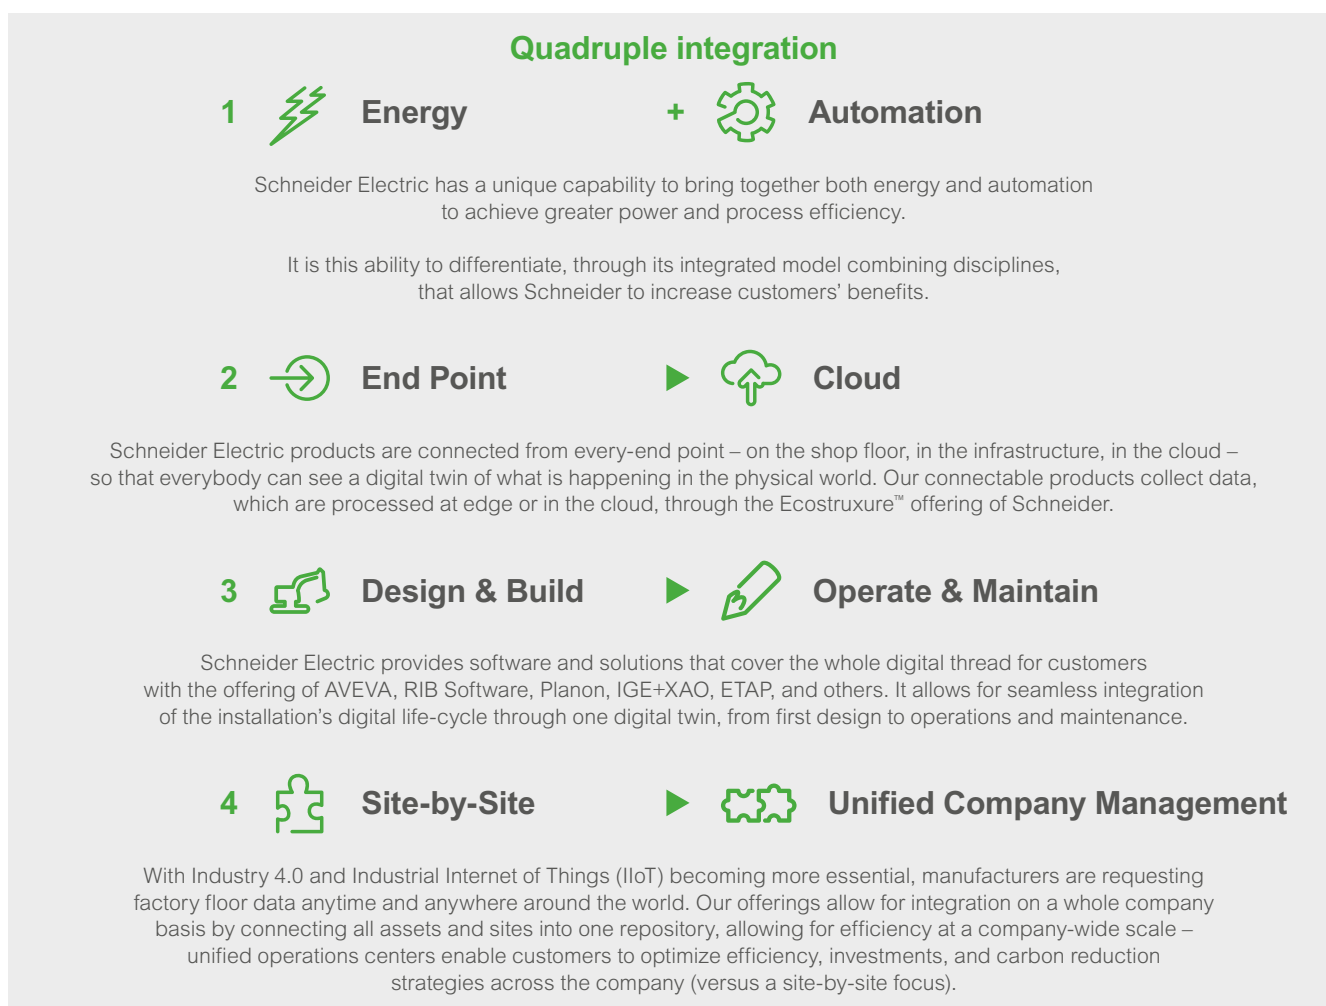 Quadruple integration
1 Energy + Automation
Schneider Electric has a unique capability to bring together both energy and automation
to achieve greater power and process efficiency.
It is this ability to differentiate, through its integrated model combining disciplines,
that allows Schneider to increase customers’ benefits.
2 End Point Cloud
Schneider Electric products are connected from every-end point – on the shop floor, in the infrastructure, in the cloud –
so that everybody can see a digital twin of what is happening in the physical world. Our connectable products collect data,
which are processed at edge or in the cloud, through the Ecostruxure™ offering of Schneider.
3 Design & Build Operate & Maintain
Schneider Electric provides software and solutions that cover the whole digital thread for customers
with the offering of AVEVA, RIB Software, Planon, IGE+XAO, ETAP, and others. It allows for seamless integration
of the installation’s digital life-cycle through one digital twin, from first design to operations and maintenance.
4 Site-by-Site Unified Company Management
With Industry 4.0 and Industrial Internet of Things (IIoT) becoming more essential, manufacturers are requesting
factory floor data anytime and anywhere around the world. Our offerings allow for integration on a whole company
basis by connecting all assets and sites into one repository, allowing for efficiency at a company-wide scale –
unified operations centers enable customers to optimize efficiency, investments, and carbon reduction
strategies across the company (versus a site-by-site focus).